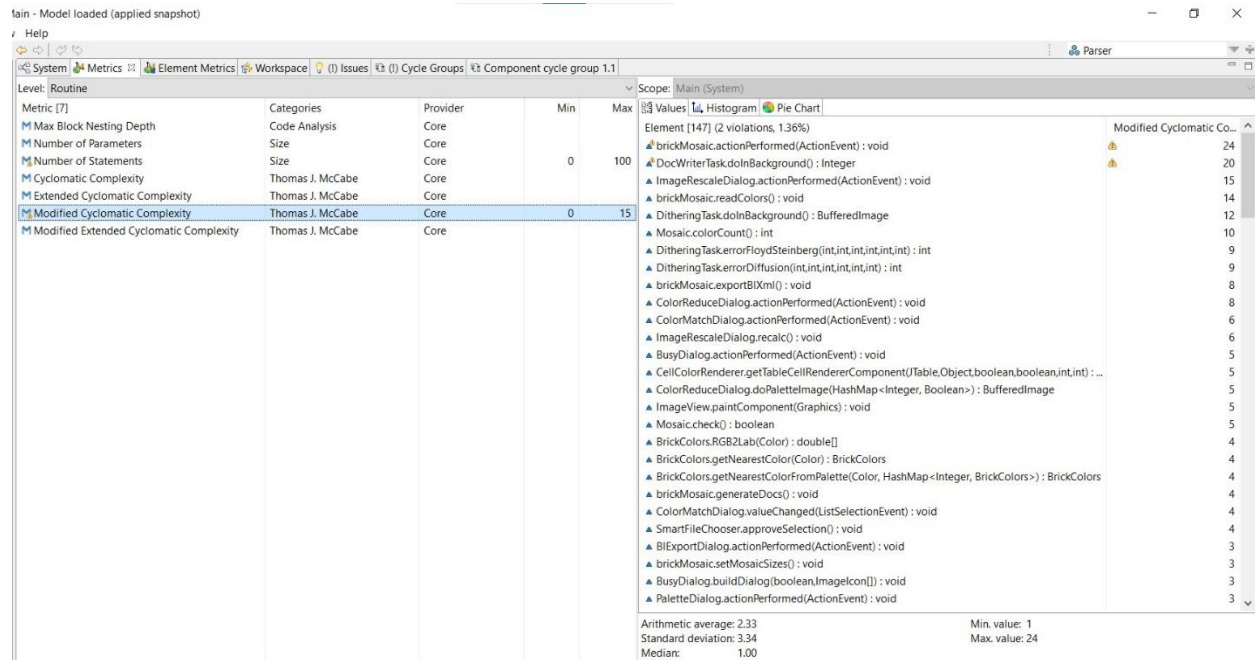 Main - Model loaded (applied snapshot)
Help
Parser
System Metrics Element Metrics Workspace (!) Issues (!) Cycle Groups Component cycle group 1.1
Level: Routine
Metric [7] Categories Provider Min Max
Max Block Nesting Depth Code Analysis Core
Number of Parameters Size Core
Number of Statements Size Core 0 100
Cyclomatic Complexity Thomas J. McCabe Core
Extended Cyclomatic Complexity Thomas J. McCabe Core
Modified Cyclomatic Complexity Thomas J. McCabe Core 0 15
Modified Extended Cyclomatic Complexity Thomas J. McCabe Core
Scope: Main (System)
Values Histogram Pie Chart
Element [147] (2 violations, 1.36%) Modified Cyclomatic Co...
brickMosaic.actionPerformed(ActionEvent) : void 24
DocWriterTask.doInBackground() : Integer 20
ImageRescaleDialog.actionPerformed(ActionEvent) : void 15
brickMosaic.readColors() : void 14
DitheringTask.doInBackground() : BufferedImage 12
Mosaic.colorCount() : int 10
DitheringTask.errorFloydSteinberg(int,int,int,int,int,int) : int 9
DitheringTask.errorDiffusion(int,int,int,int,int,int) : int 9
brickMosaic.exportBIXml() : void 8
ColorReduceDialog.actionPerformed(ActionEvent) : void 8
ColorMatchDialog.actionPerformed(ActionEvent) : void 6
ImageRescaleDialog.recalc() : void 6
BusyDialog.actionPerformed(ActionEvent) : void 5
CellColorRenderer.getTableCellRendererComponent(JTable,Object,boolean,boolean,int,int) : ... 5
ColorReduceDialog.doPaletteImage(HashMap<Integer, Boolean>) : BufferedImage 5
ImageView.paintComponent(Graphics) : void 5
Mosaic.check() : boolean 5
BrickColors.RGB2Lab(Color) : double[] 4
BrickColors.getNearestColor(Color) : BrickColors 4
BrickColors.getNearestColorFromPalette(Color, HashMap<Integer, BrickColors>) : BrickColors 4
brickMosaic.generateDocs() : void 4
ColorMatchDialog.valueChanged(ListSelectionEvent) : void 4
SmartFileChooser.approveSelection() : void 4
BIExportDialog.actionPerformed(ActionEvent) : void 3
brickMosaic.setMosaicSizes() : void 3
BusyDialog.buildDialog(boolean,ImageIcon[]) : void 3
PaletteDialog.actionPerformed(ActionEvent) : void 3
Arithmetic average: 2.33 Min. value: 1
Standard deviation: 3.34 Max. value: 24
Median: 1.00